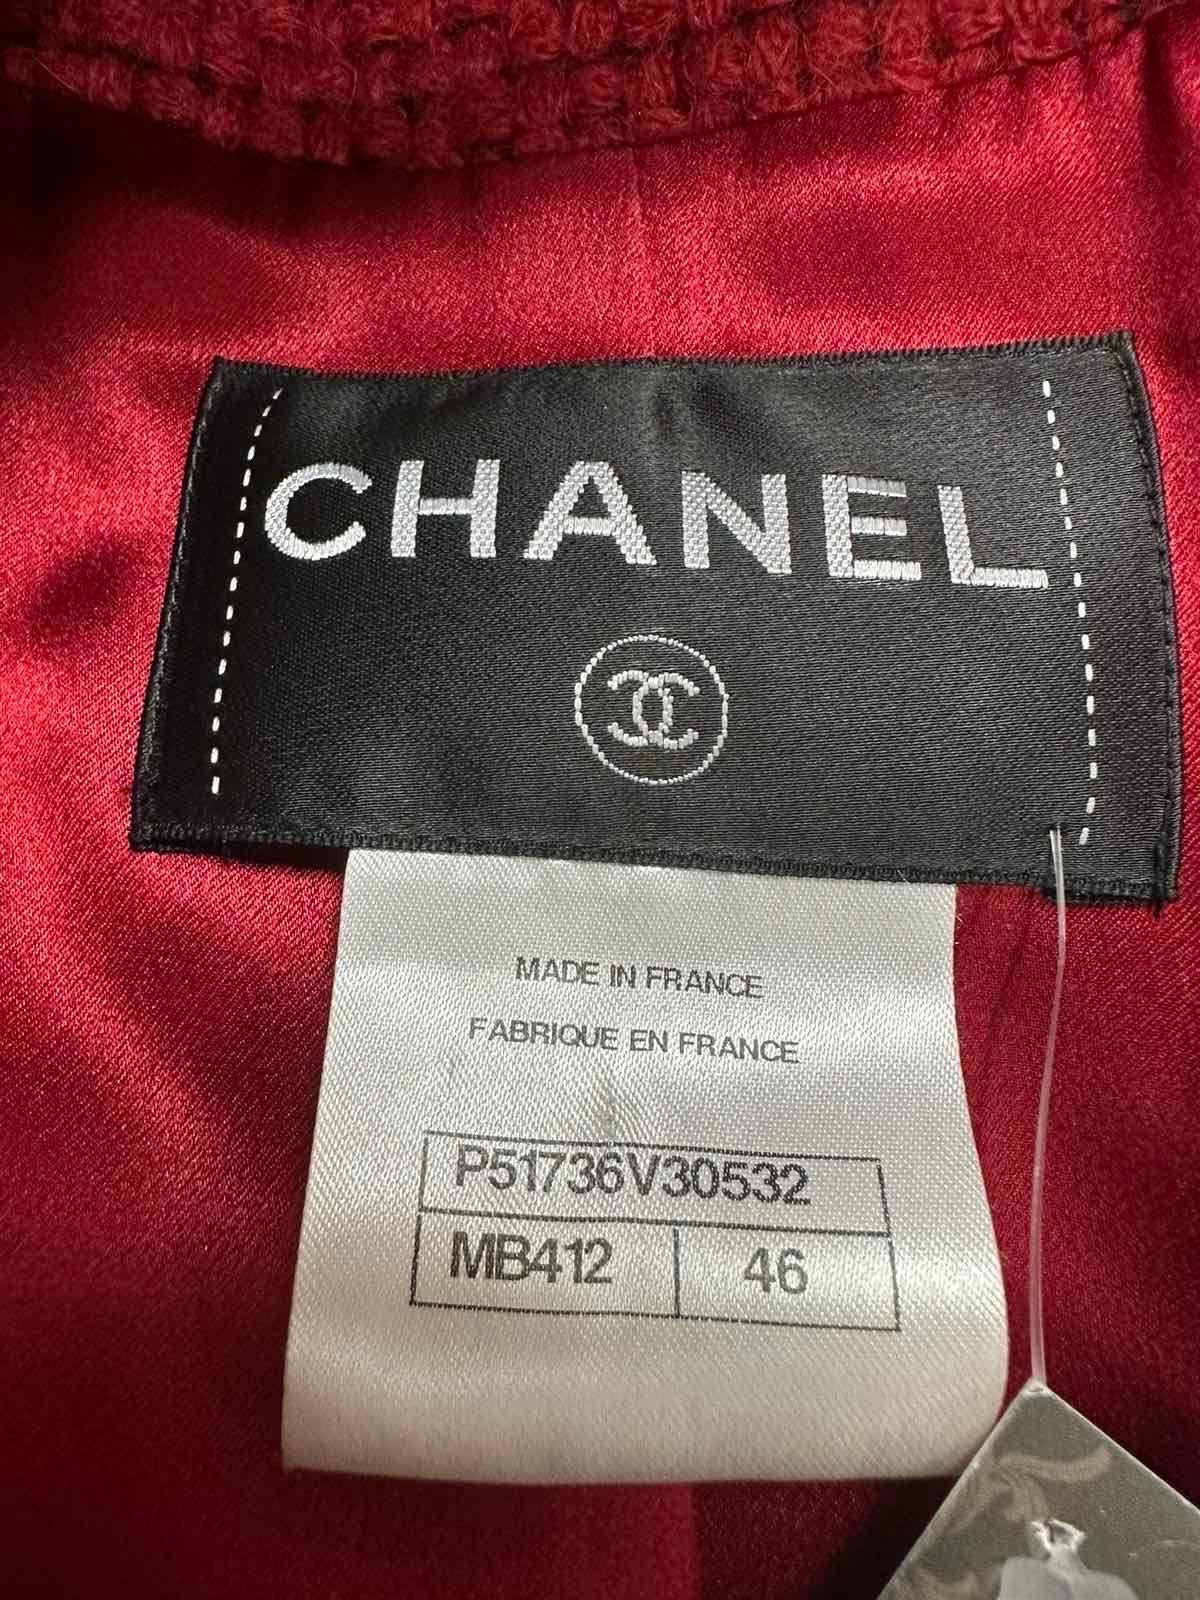 CHANEL
MADE IN FRANCE
FABRIQUE EN FRANCE
P51736V30532
MB412 46